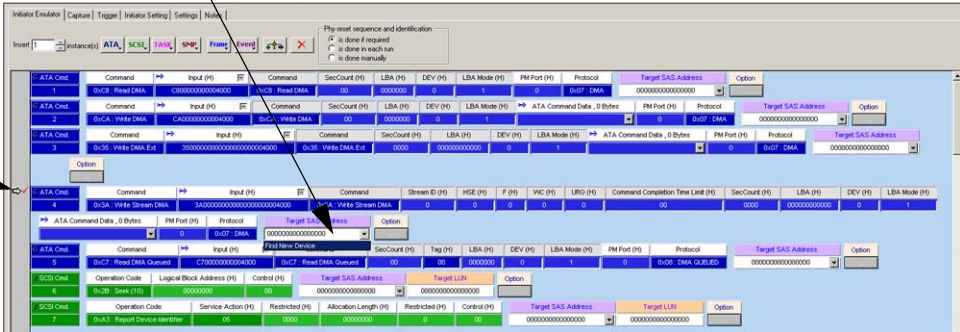 Initiator Emulator Capture Trigger Initiator Setting Settings Notes
Phy reset sequence and identification
Insert 1 instance(s) ATA SCSI TASK SMP Frame Event
is done if required
is done in each run
is done manually
ATA Cmd. Command Input (H) Command SecCount (H) LBA (H) DEV (H) LBA Mode (H) PM Port (H) Protocol Target SAS Address Option
1 0xC8 : Read DMA C800000000004000 0xC8 : Read DMA 00 0000000 0 1 0 0x07 : DMA 0000000000000000
ATA Cmd. Command Input (H) Command SecCount (H) LBA (H) DEV (H) LBA Mode (H) ATA Command Data , 0 Bytes PM Port (H) Protocol Target SAS Address Option
2 0xCA : Write DMA CA00000000004000 0xCA : Write DMA 00 0000000 0 1 0 0x07 : DMA 0000000000000000
ATA Cmd. Command Input (H) Command SecCount (H) LBA (H) DEV (H) LBA Mode (H) ATA Command Data , 0 Bytes PM Port (H) Protocol Target SAS Address
3 0x35 : Write DMA Ext 0x35 : Write DMA Ext 0000 000000000000 0 1 0 0x07 : DMA 0000000000000000
Option
ATA Cmd. Command Input (H) Command Stream ID (H) HSE (H) F (H) WC (H) URG (H) Command Completion Time Limit (H) SecCount (H) LBA (H) DEV (H) LBA Mode (H)
4 0x3A : Write Stream DMA 0x3A : Write Stream DMA 0 0 0 0 0 00 0000 000000000000 0 1
ATA Command Data , 0 Bytes PM Port (H) Protocol Target SAS Address Option
0 0x07 : DMA 0000000000000000
Find New Device
ATA Cmd. Command Input (H) SecCount (H) Tag (H) LBA (H) DEV (H) LBA Mode (H) PM Port (H) Protocol Target SAS Address Option
5 0xC7 : Read DMA Queued C700000000004000 0xC7 : Read DMA Queued 00 00 0000000 0 1 0 0x08 : DMA QUEUED 0000000000000000
SCSI Cmd. Operation Code Logical Block Address (H) Control (H) Target SAS Address Target LUN Option
6 0x2B : Seek (10) 00000000 00 0000000000000000 0000000000000000
SCSI Cmd. Operation Code Service Action (H) Restricted (H) Allocation Length (H) Restricted (H) Control (H) Target SAS Address Target LUN Option
7 0xA3 : Report Device Identifier 05 0000 00000000 0 00 0000000000000000 0000000000000000